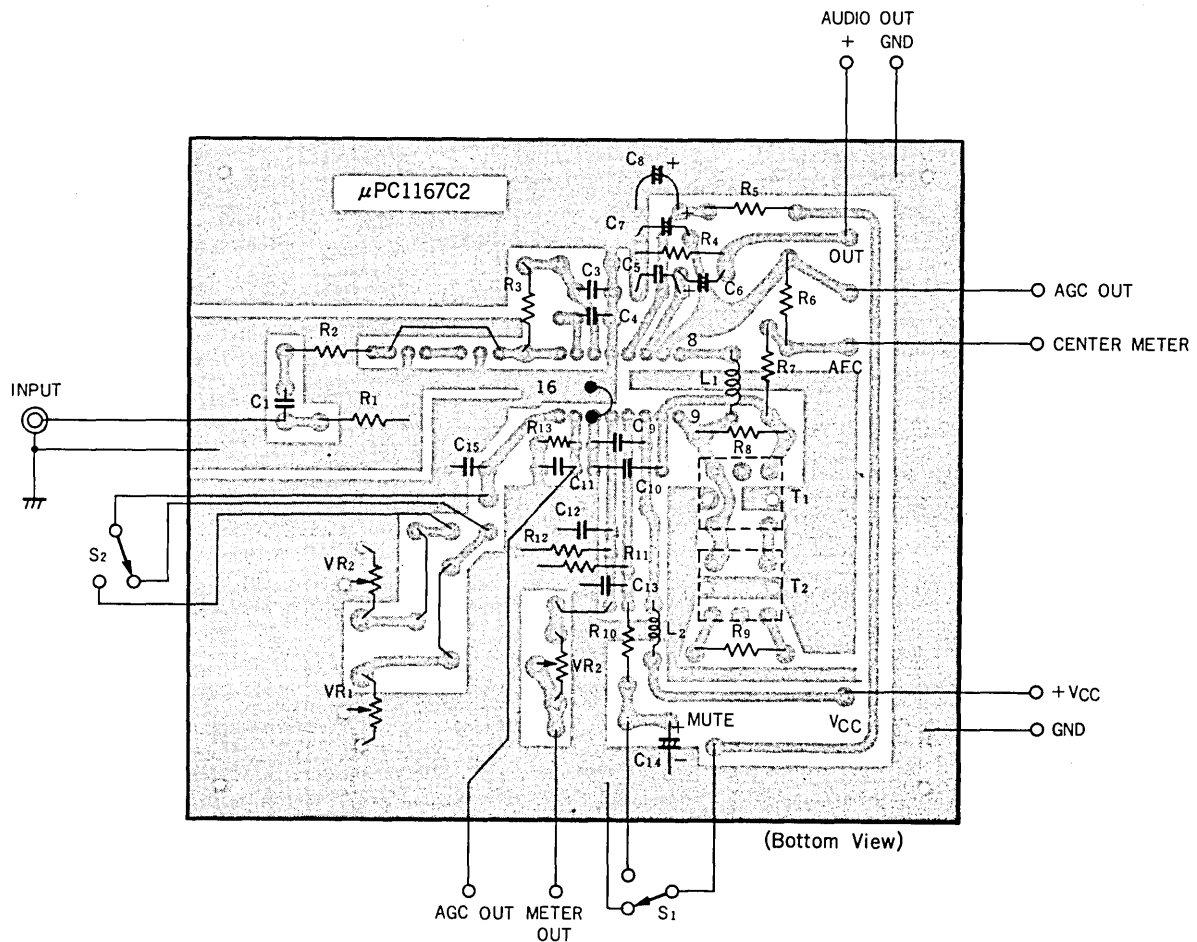 AUDIO OUT
+ GND
C8 +
μPC1167C2
R5
C7
+
R4
OUT
C3 C5
R3
C6
R6
AGC OUT
C4
R2
8
AFC
CENTER METER
R7
L1
16
INPUT
C1
R1
9
R13 C9
R8
C15
C11 C10
T1
C12
S2
R12 R11
VR2
C13
T2
R10 L2 R9
VR2
VR1
+VCC
MUTE VCC
+
GND
C14
−
(Bottom View)
AGC OUT METER
OUT
S1